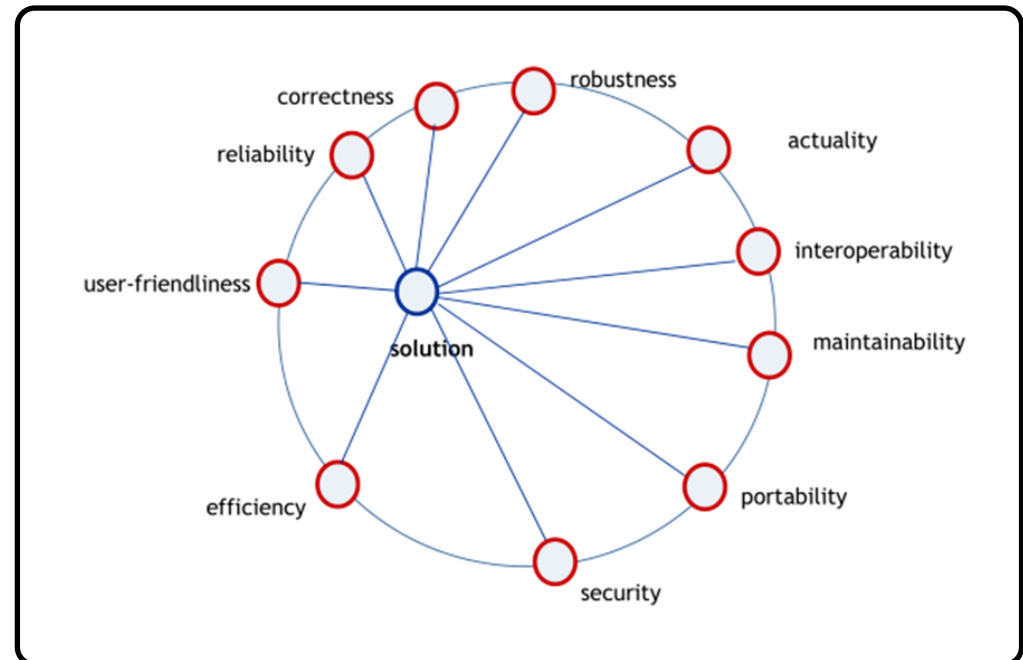 robustness
correctness
actuality
reliability
interoperability
user-friendliness
maintainability
solution
portability
efficiency
security